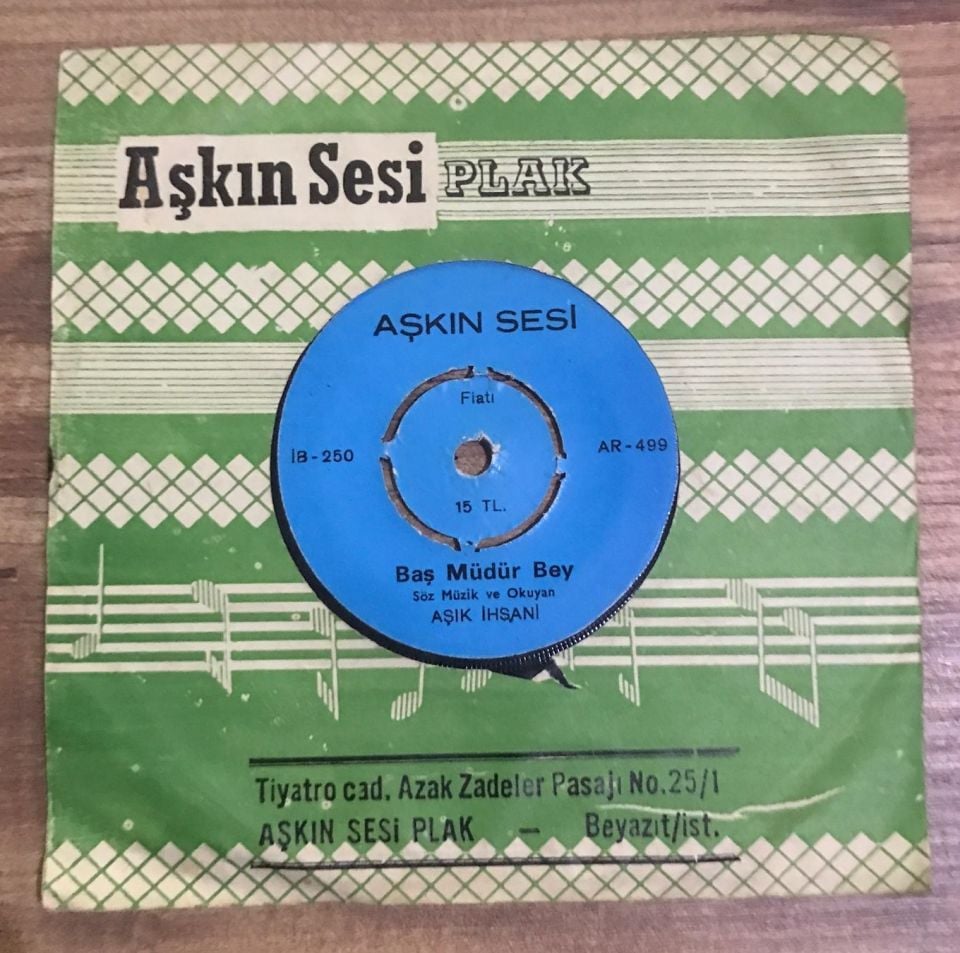 Aşkın Sesi PLAK
AŞKIN SESİ
Fiatı
İB-250
AR-499
15 TL.
Baş Müdür Bey
Söz Müzik ve Okuyan
AŞIK İHSANİ
Tiyatro cad. Azak Zadeler Pasajı No.25/1
AŞKIN SESİ PLAK — Beyazıt/ist.